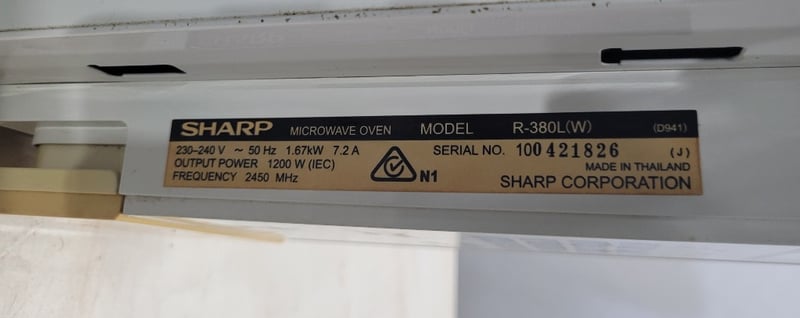 SHARP MICROWAVE OVEN MODEL R-380L(W) (D941)
230-240 V ~ 50 Hz 1.67kW 7.2 A SERIAL NO. 100421826 (J)
OUTPUT POWER 1200 W (IEC) MADE IN THAILAND
FREQUENCY 2450 MHz N1 SHARP CORPORATION